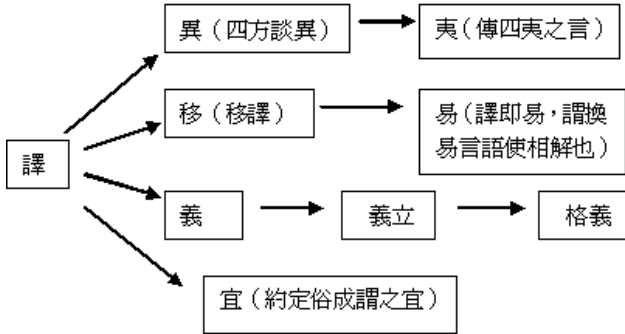 異（四方談異）
夷（傳四夷之言）
移（移譯）
易（譯即易，謂換
易言語使相解也）
譯
義
義立
格義
宜（約定俗成謂之宜）